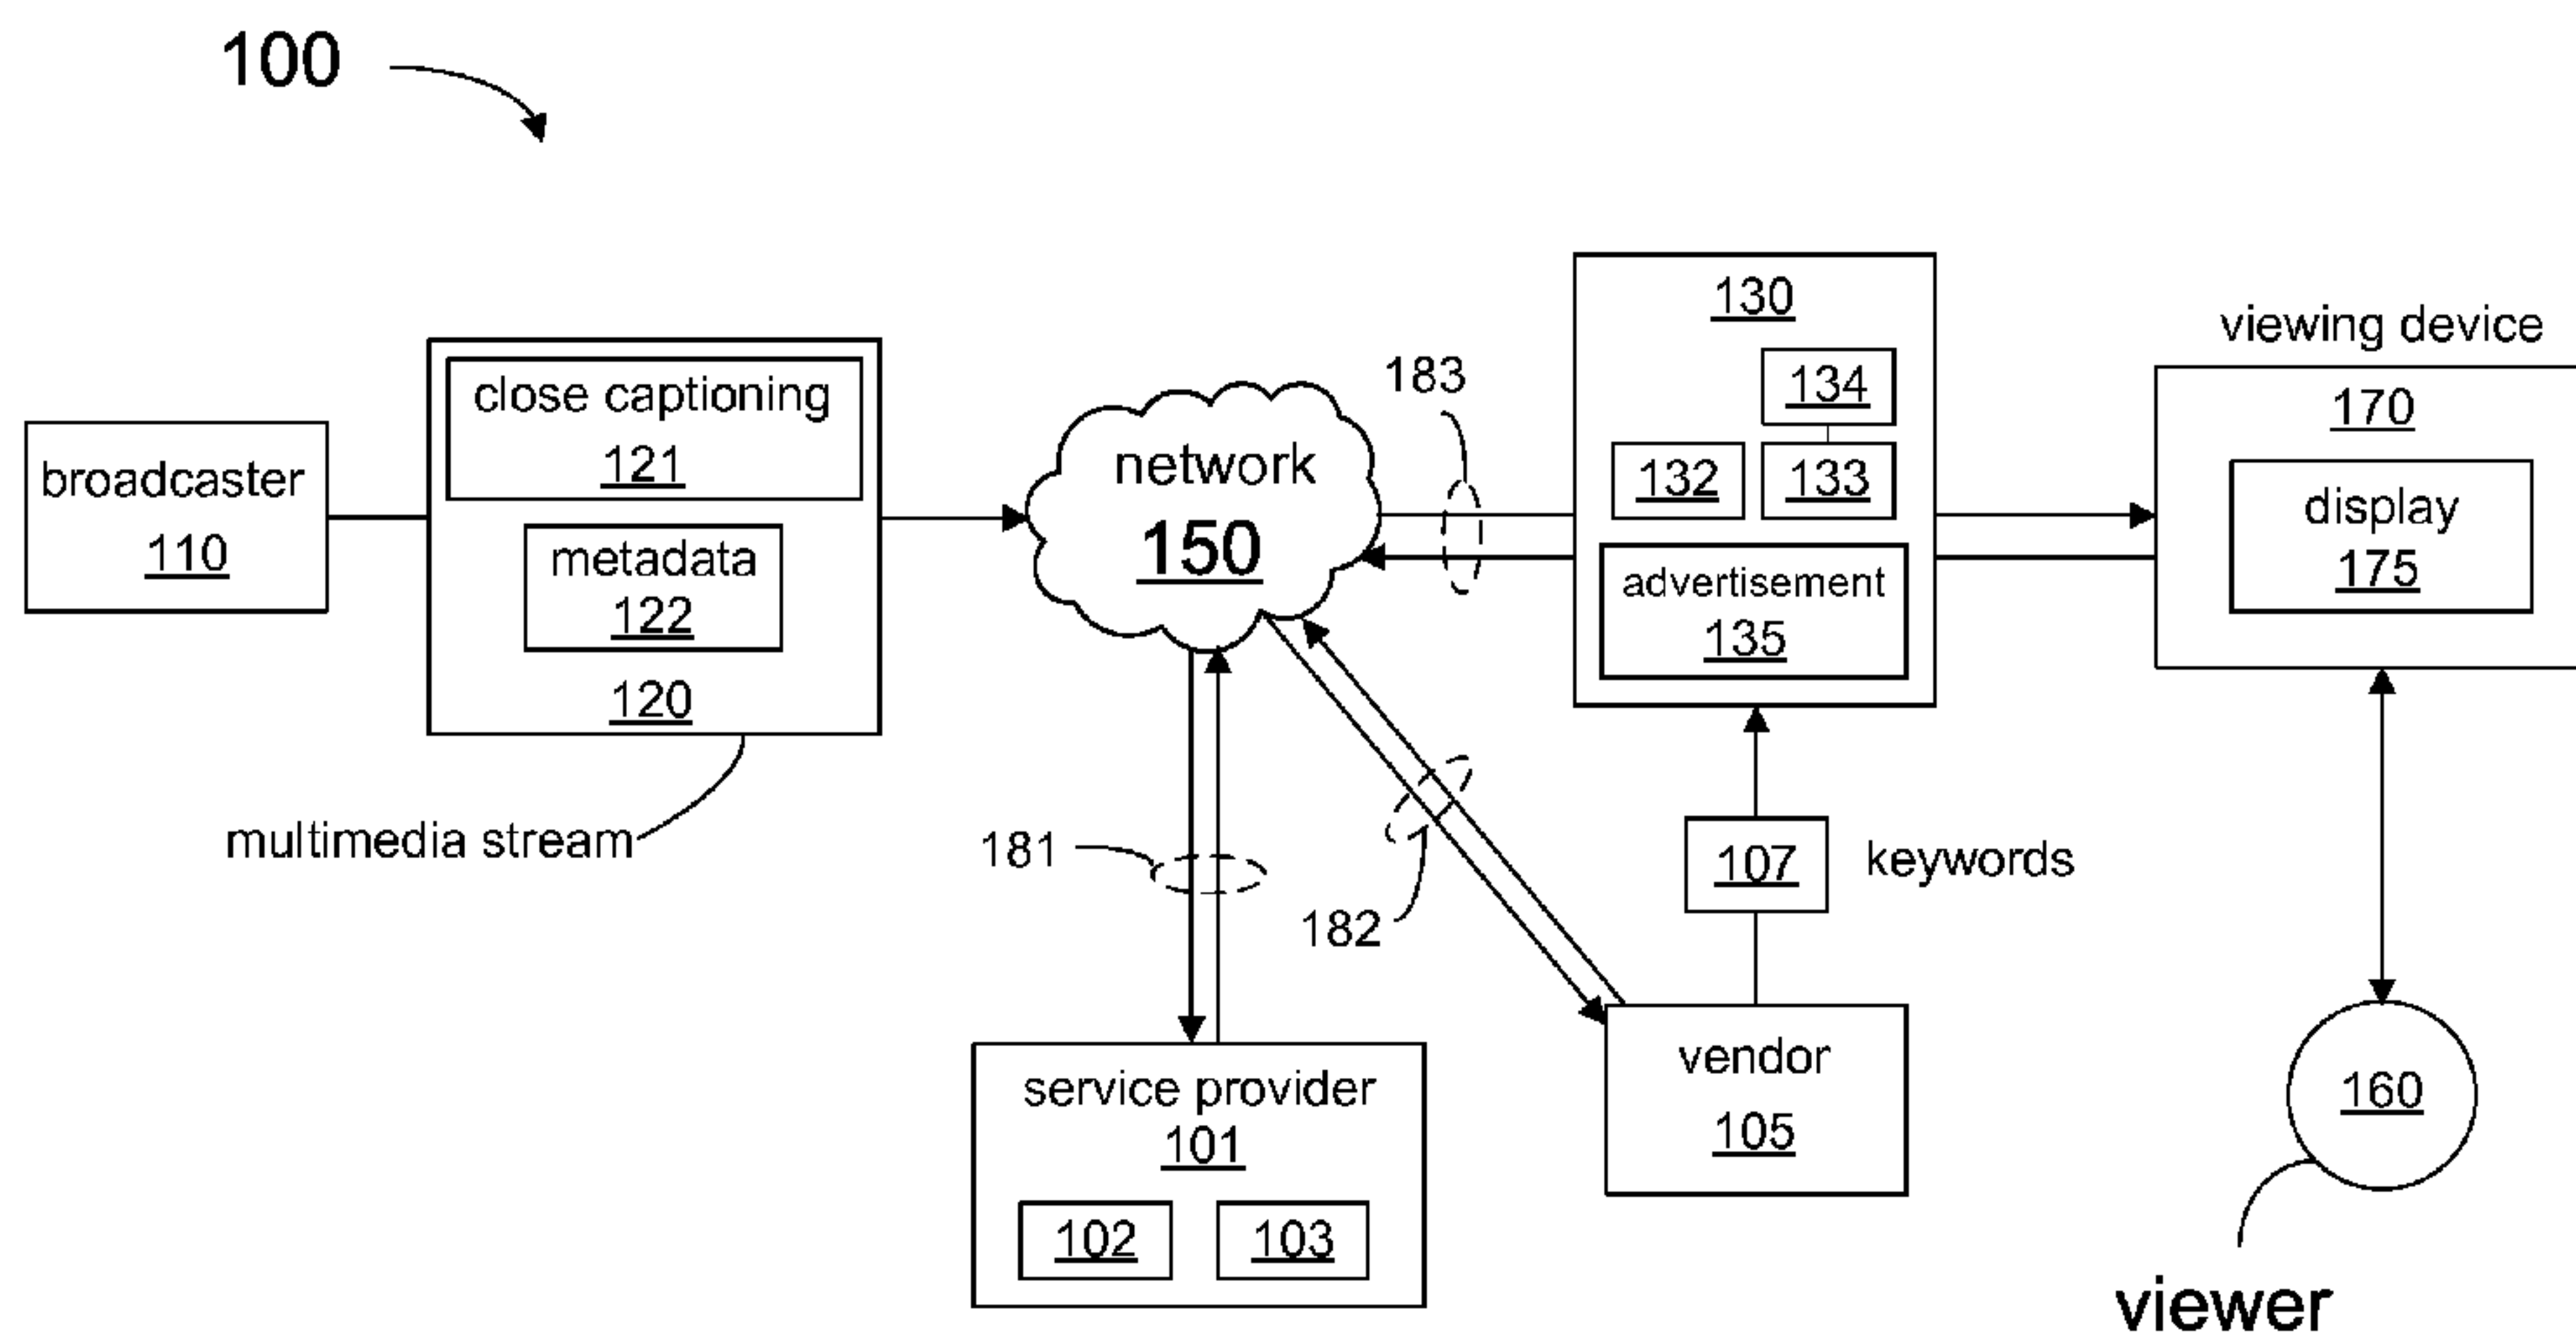 100
broadcaster
110
close captioning
121
metadata
122
120
multimedia stream
network
150
183
130
134
132
133
advertisement
135
viewing device
170
display
175
181
182
107
keywords
service provider
101
102
103
vendor
105
160
viewer